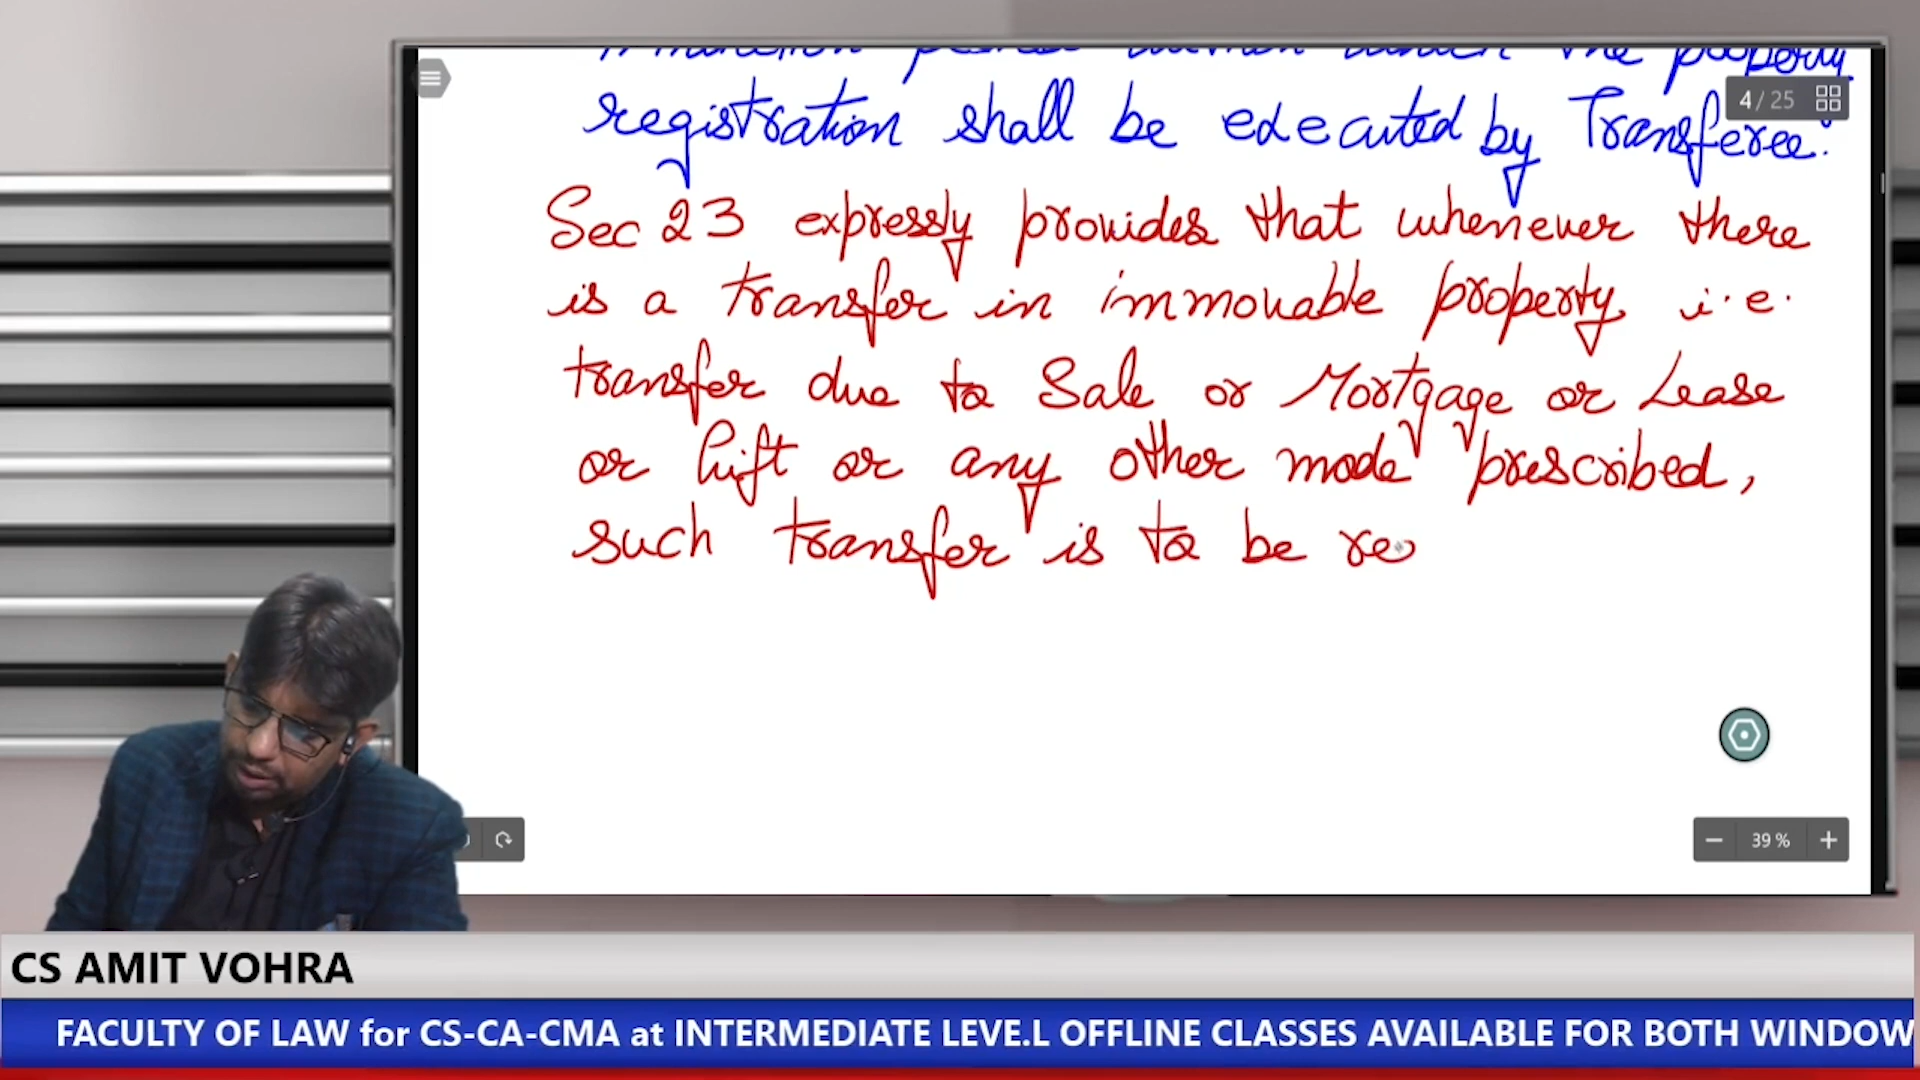 the property
4 / 25
registration shall be executed by Transferee.
Sec 23 expressly provides that whenever there
is a transfer in immovable property i.e.
transfer due to Sale or Mortgage or Lease
or Gift or any other mode prescribed,
such transfer is to be re
39 %
CS AMIT VOHRA
FACULTY OF LAW for CS-CA-CMA at INTERMEDIATE LEVE.L OFFLINE CLASSES AVAILABLE FOR BOTH WINDOW